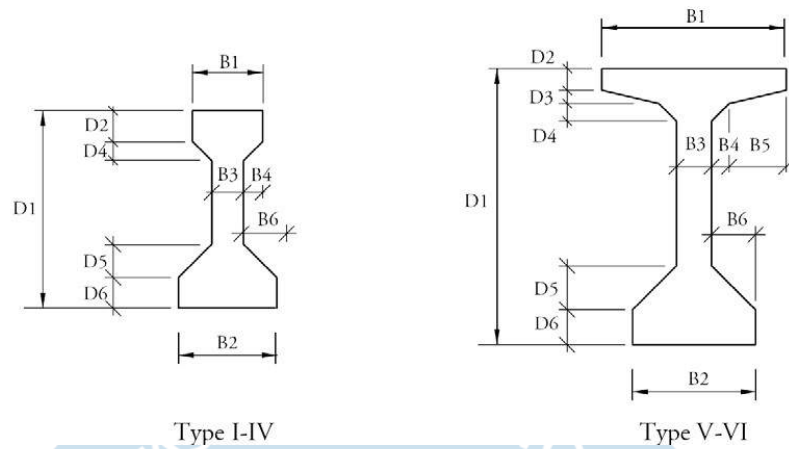 B1
D2
D4
B3 B4
D1
B6
D5
D6
B2
Type I-IV
B1
D2
D3
D4
B3 B4 B5
D1
B6
D5
D6
B2
Type V-VI